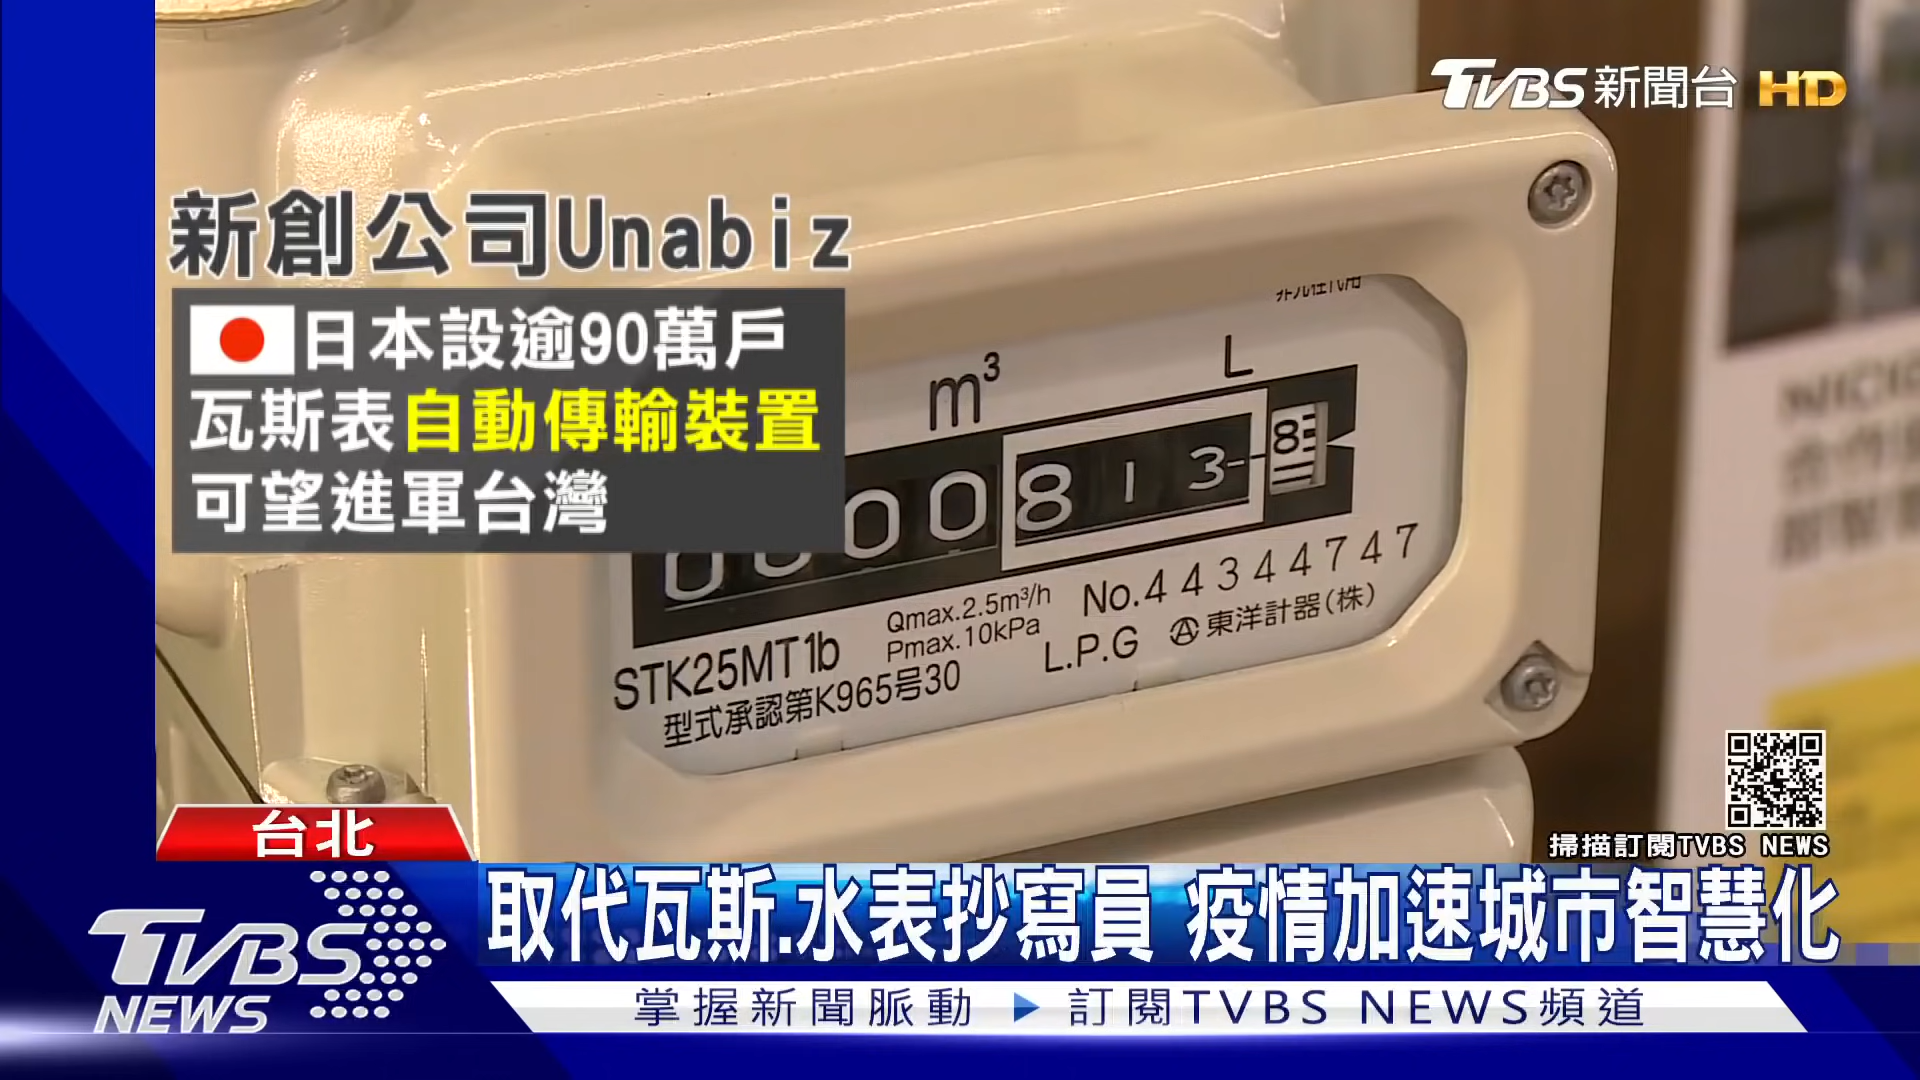 TVBS新聞台 HD
新創公司Unabiz
日本設逾90萬戶
瓦斯表自動傳輸裝置
可望進軍台灣
m³ L
0000813 8
Qmax.2.5m³/h
Pmax.10kPa
No.44344747
STK25MT1b
L.P.G 東洋計器(株)
型式承認第K965号30
掃描訂閱TVBS NEWS
台北
取代瓦斯.水表抄寫員 疫情加速城市智慧化
TVBS NEWS
掌握新聞脈動 ▶ 訂閱TVBS NEWS頻道